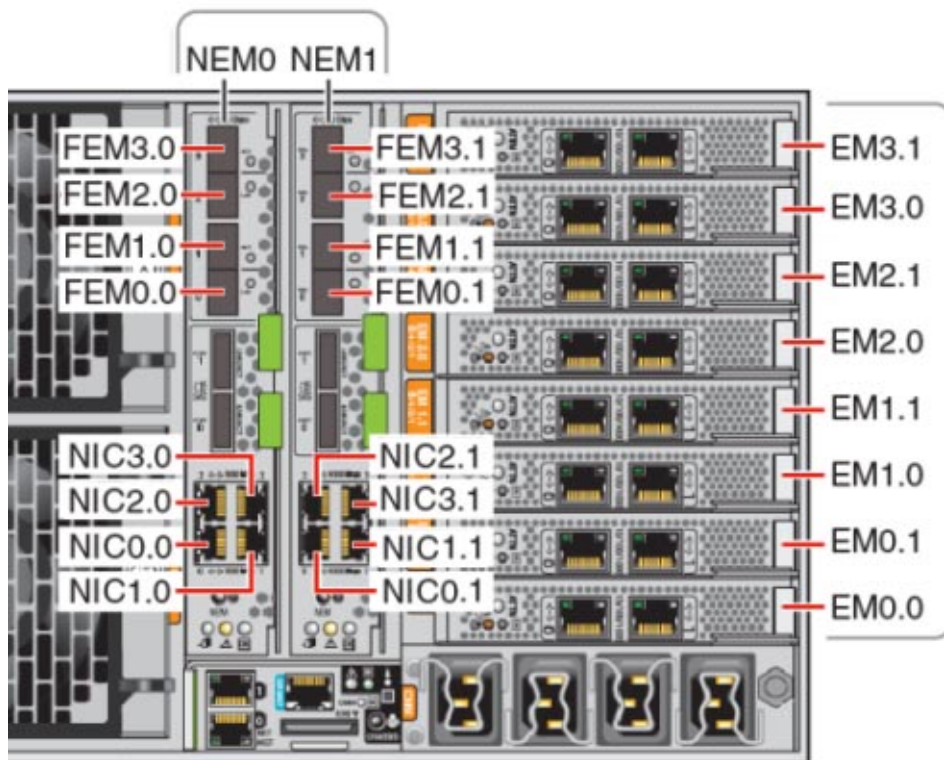 NEM0 NEM1
FEM3.0 FEM3.1 EM3.1
FEM2.0 FEM2.1 EM3.0
FEM1.0 FEM1.1 EM2.1
FEM0.0 FEM0.1 EM2.0
EM1.1
NIC3.0 NIC2.1 EM1.0
NIC2.0 NIC3.1
NIC0.0 NIC1.1 EM0.1
NIC1.0 NIC0.1 EM0.0
NEM NEM